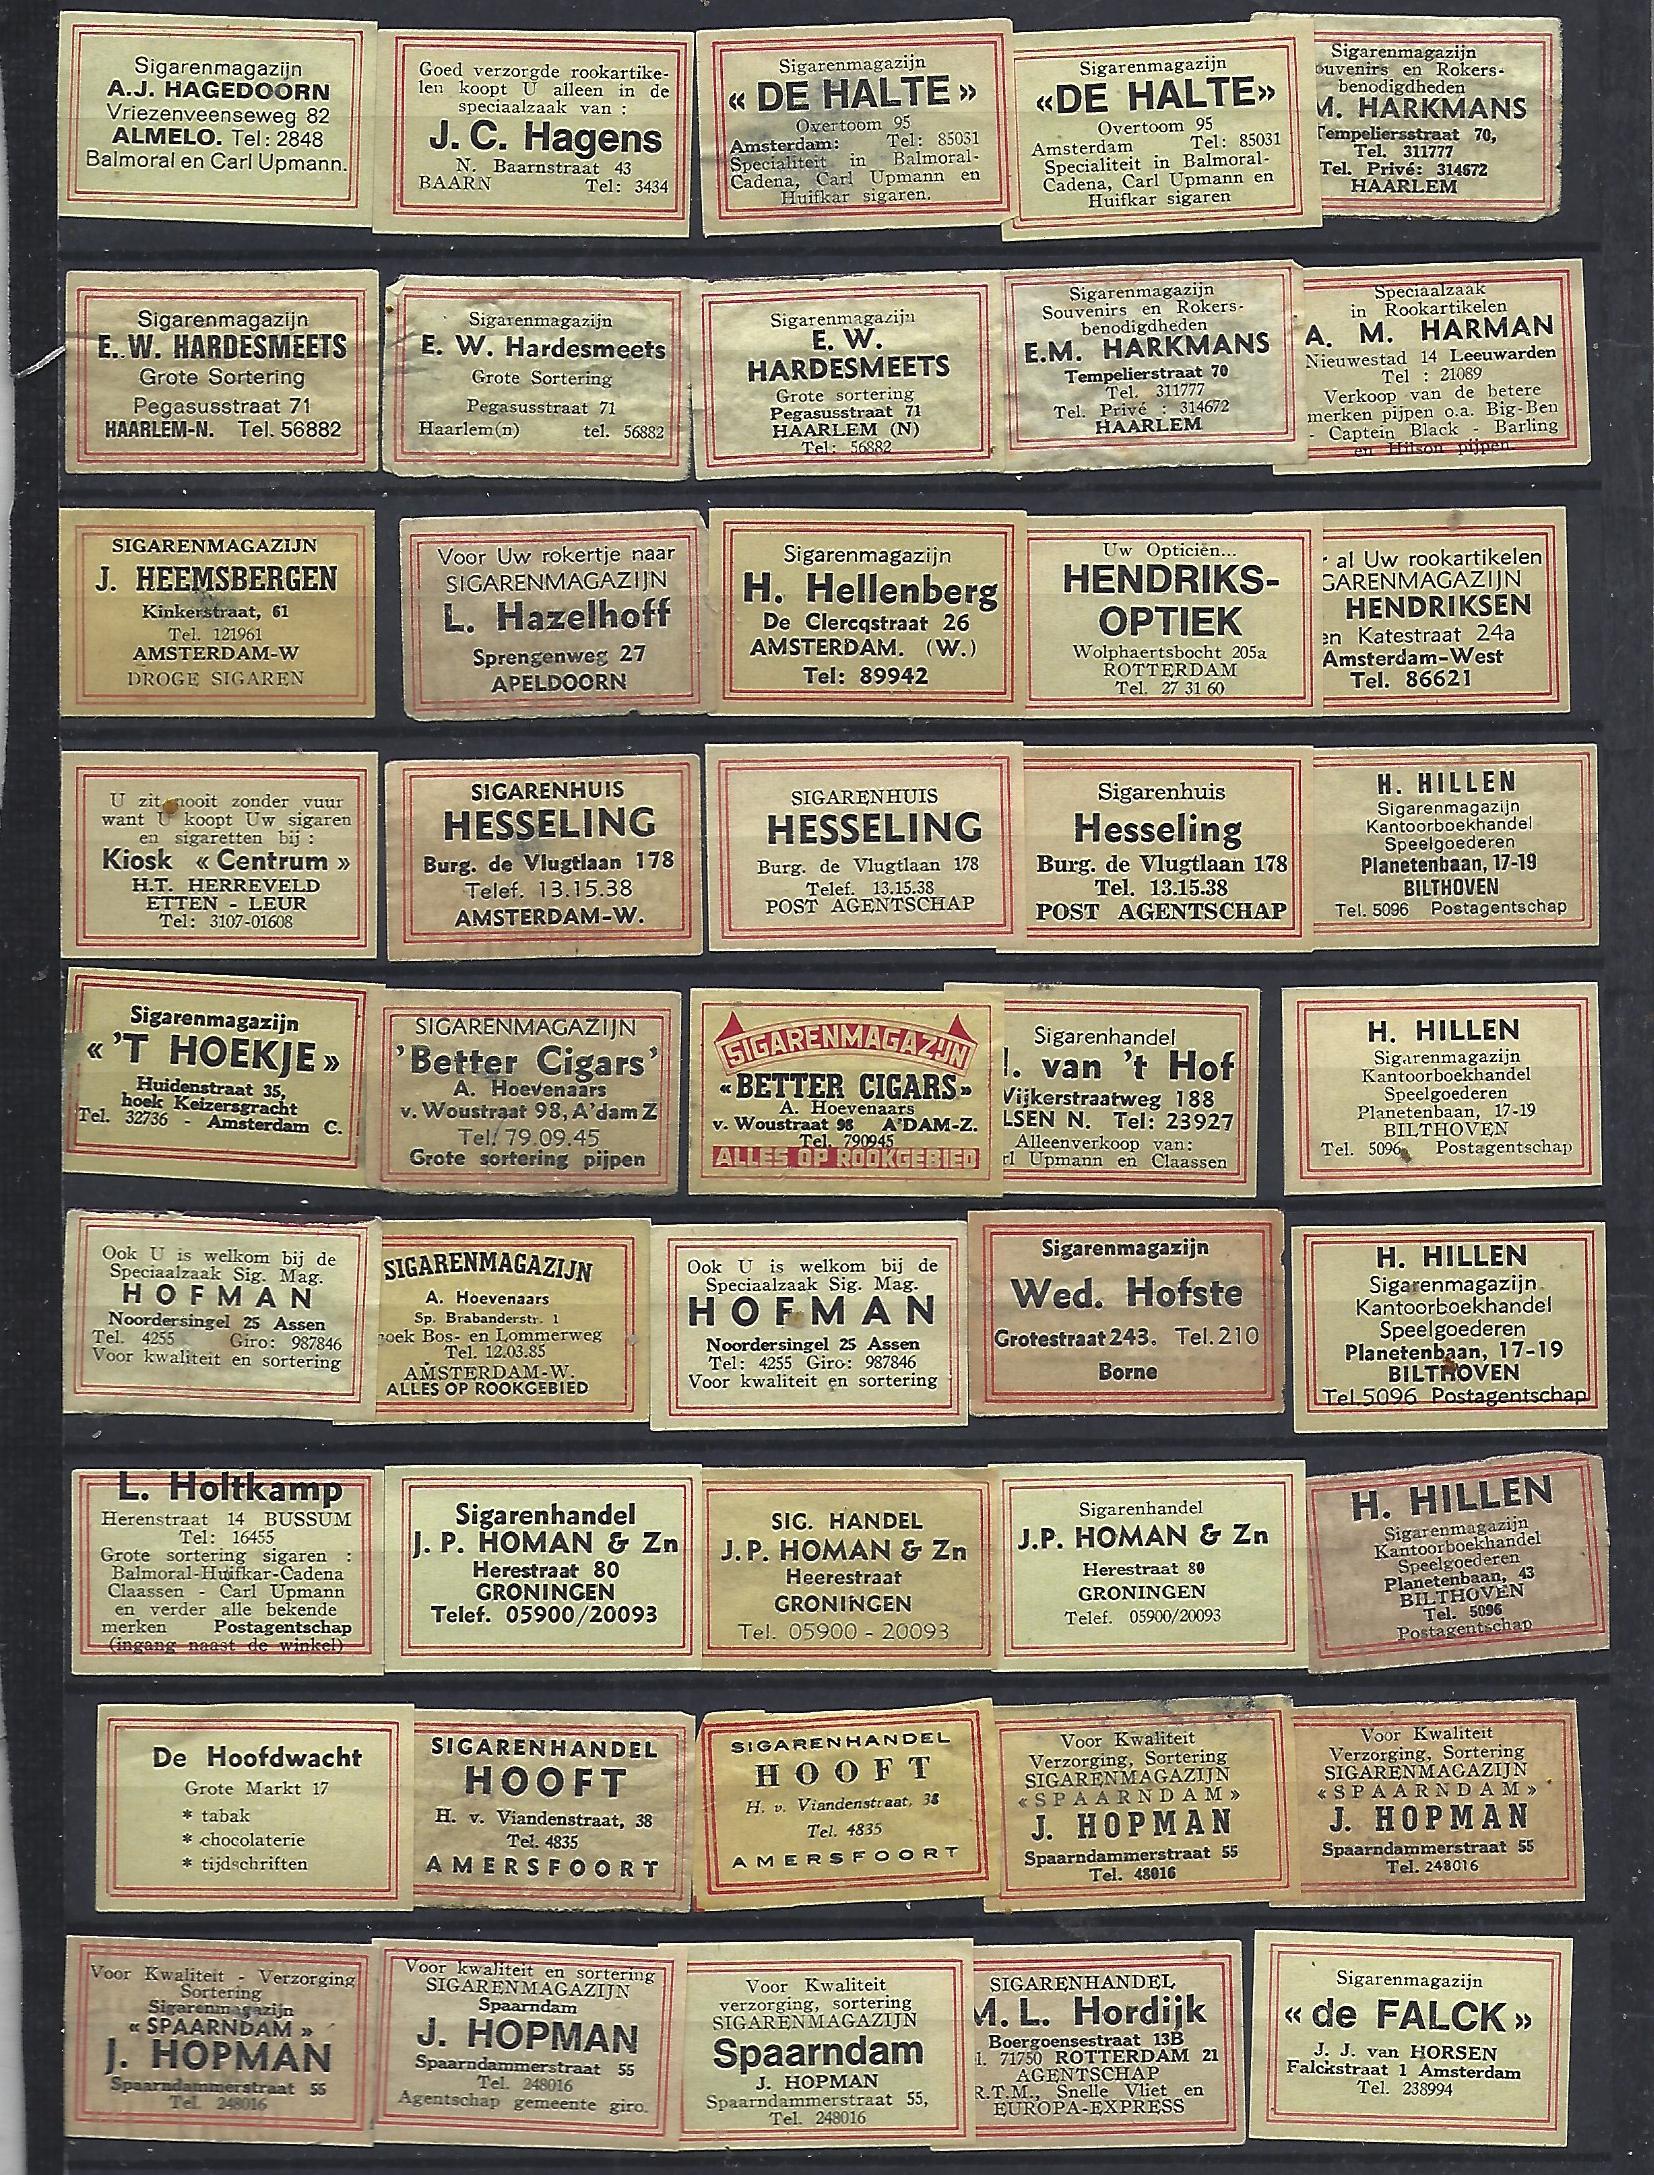 Sigarenmagazijn
A.J. HAGEDOORN
Vriezenveenseweg 82
ALMELO. Tel: 2848
Balmoral en Carl Upmann.
Goed verzorgde rookartike-
len koopt U alleen in de
speciaalzaak van :
J. C. Hagens
N. Baarnstraat 43
BAARN Tel: 3434
Sigarenmagazijn
« DE HALTE »
Overtoom 95
Amsterdam: Tel: 85031
Specialiteit in Balmoral-
Cadena, Carl Upmann en
Huifkar sigaren.
Sigarenmagazijn
«DE HALTE»
Overtoom 95
Amsterdam Tel: 85031
Specialiteit in Balmoral-
Cadena, Carl Upmann en
Huifkar sigaren
Sigarenmagazijn
ouvenirs en Rokers-
benodigdheden
M. HARKMANS
Tempeliersstraat 70,
Tel. 311777
Tel. Privé: 314672
HAARLEM
Sigarenmagazijn
E. W. HARDESMEETS
Grote Sortering
Pegasusstraat 71
HAARLEM-N. Tel. 56882
Sigarenmagazijn
E. W. Hardesmeets
Grote Sortering
Pegasusstraat 71
Haarlem(n) tel. 56882
Sigarenmagazijn
E. W.
HARDESMEETS
Grote sortering
Pegasusstraat 71
HAARLEM (N)
Tel: 56882
Sigarenmagazijn
Souvenirs en Rokers-
benodigdheden
E.M. HARKMANS
Tempelierstraat 70
Tel. 311777
Tel. Privé : 314672
HAARLEM
Speciaalzaak
in Rookartikelen
A. M. HARMAN
Nieuwestad 14 Leeuwarden
Tel : 21089
Verkoop van de betere
merken pijpen o.a. Big-Ben
- Captein Black - Barling
en Hilson pijpen
SIGARENMAGAZIJN
J. HEEMSBERGEN
Kinkerstraat, 61
Tel. 121961
AMSTERDAM-W
DROGE SIGAREN
Voor Uw rokertje naar
SIGARENMAGAZIJN
L. Hazelhoff
Sprengenweg 27
APELDOORN
Sigarenmagazijn
H. Hellenberg
De Clercqstraat 26
AMSTERDAM. (W.)
Tel: 89942
Uw Opticiën...
HENDRIKS-
OPTIEK
Wolphaertsbocht 205a
ROTTERDAM
Tel. 27 31 60
r al Uw rookartikelen
GARENMAGAZIJN
HENDRIKSEN
en Katestraat 24a
Amsterdam-West
Tel. 86621
U zit nooit zonder vuur
want U koopt Uw sigaren
en sigaretten bij :
Kiosk « Centrum »
H.T. HERREVELD
ETTEN - LEUR
Tel: 3107-01608
SIGARENHUIS
HESSELING
Burg. de Vlugtlaan 178
Telef. 13.15.38
AMSTERDAM-W.
SIGARENHUIS
HESSELING
Burg. de Vlugtlaan 178
Telef. 13.15.38
POST AGENTSCHAP
Sigarenhuis
Hesseling
Burg. de Vlugtlaan 178
Tel. 13.15.38
POST AGENTSCHAP
H. HILLEN
Sigarenmagazijn
Kantoorboekhandel
Speelgoederen
Planetenbaan, 17-19
BILTHOVEN
Tel. 5096 Postagentschap
Sigarenmagazijn
« 'T HOEKJE »
Huidenstraat 35,
hoek Keizersgracht
Tel. 32736 - Amsterdam C.
SIGARENMAGAZIJN
'Better Cigars'
A. Hoevenaars
v. Woustraat 98, A'dam Z
Tel. 79.09.45
Grote sortering pijpen
SIGARENMAGAZIJN
«BETTER CIGARS»
A. Hoevenaars
v. Woustraat 98 A'DAM-Z.
Tel. 790945
ALLES OP ROOKGEBIED
Sigarenhandel
. van 't Hof
Wijkerstraatweg 188
LSEN N. Tel: 23927
Alleenverkoop van:
rl Upmann en Claassen
H. HILLEN
Sigarenmagazijn
Kantoorboekhandel
Speelgoederen
Planetenbaan, 17-19
BILTHOVEN
Tel. 5096 Postagentschap
Ook U is welkom bij de
Speciaalzaak Sig. Mag.
HOFMAN
Noordersingel 25 Assen
Tel. 4255 Giro: 987846
Voor kwaliteit en sortering
SIGARENMAGAZIJN
A. Hoevenaars
Sp. Brabanderstr. 1
hoek Bos- en Lommerweg
Tel. 12.03.85
AMSTERDAM-W.
ALLES OP ROOKGEBIED
Ook U is welkom bij de
Speciaalzaak Sig. Mag.
HOFMAN
Noordersingel 25 Assen
Tel: 4255 Giro: 987846
Voor kwaliteit en sortering
Sigarenmagazijn
Wed. Hofste
Grotestraat 243. Tel. 210
Borne
H. HILLEN
Sigarenmagazijn
Kantoorboekhandel
Speelgoederen
Planetenbaan, 17-19
BILTHOVEN
Tel.5096 Postagentschap
L. Holtkamp
Herenstraat 14 BUSSUM
Tel: 16455
Grote sortering sigaren :
Balmoral-Huifkar-Cadena
Claassen - Carl Upmann
en verder alle bekende
merken Postagentschap
(ingang naast de winkel)
Sigarenhandel
J. P. HOMAN & Zn
Herestraat 80
GRONINGEN
Telef. 05900/20093
SIG. HANDEL
J.P. HOMAN & Zn
Heerestraat
GRONINGEN
Tel. 05900 - 20093
Sigarenhandel
J.P. HOMAN & Zn
Herestraat 80
GRONINGEN
Telef. 05900/20093
H. HILLEN
Sigarenmagazijn
Kantoorboekhandel
Speelgoederen
Planetenbaan, 43
BILTHOVEN
Tel. 5096
Postagentschap
De Hoofdwacht
Grote Markt 17
* tabak
* chocolaterie
* tijdschriften
SIGARENHANDEL
HOOFT
H. v. Viandenstraat, 38
Tel. 4835
AMERSFOORT
SIGARENHANDEL
HOOFT
H. v. Viandenstraat, 38
Tel. 4835
AMERSFOORT
Voor Kwaliteit
Verzorging, Sortering
SIGARENMAGAZIJN
«SPAARNDAM»
J. HOPMAN
Spaarndammerstraat 55
Tel. 48016
Voor Kwaliteit
Verzorging, Sortering
SIGARENMAGAZIJN
«SPAARNDAM»
J. HOPMAN
Spaarndammerstraat 55
Tel. 248016
Voor Kwaliteit - Verzorging
Sortering
Sigarenmagazijn
« SPAARNDAM »
J. HOPMAN
Spaarndammerstraat 55
Tel. 248016
Voor kwaliteit en sortering
SIGARENMAGAZIJN
Spaarndam
J. HOPMAN
Spaarndammerstraat 55
Tel. 248016
Agentschap gemeente giro.
Voor Kwaliteit
verzorging, sortering
SIGARENMAGAZIJN
Spaarndam
J. HOPMAN
Spaarndammerstraat 55,
Tel. 248016
SIGARENHANDEL
M. L. Hordijk
Boergoensestraat 13B
l. 71750 ROTTERDAM 21
AGENTSCHAP
R.T.M., Snelle Vliet en
EUROPA-EXPRESS
Sigarenmagazijn
« de FALCK »
J. J. van HORSEN
Falckstraat 1 Amsterdam
Tel. 238994